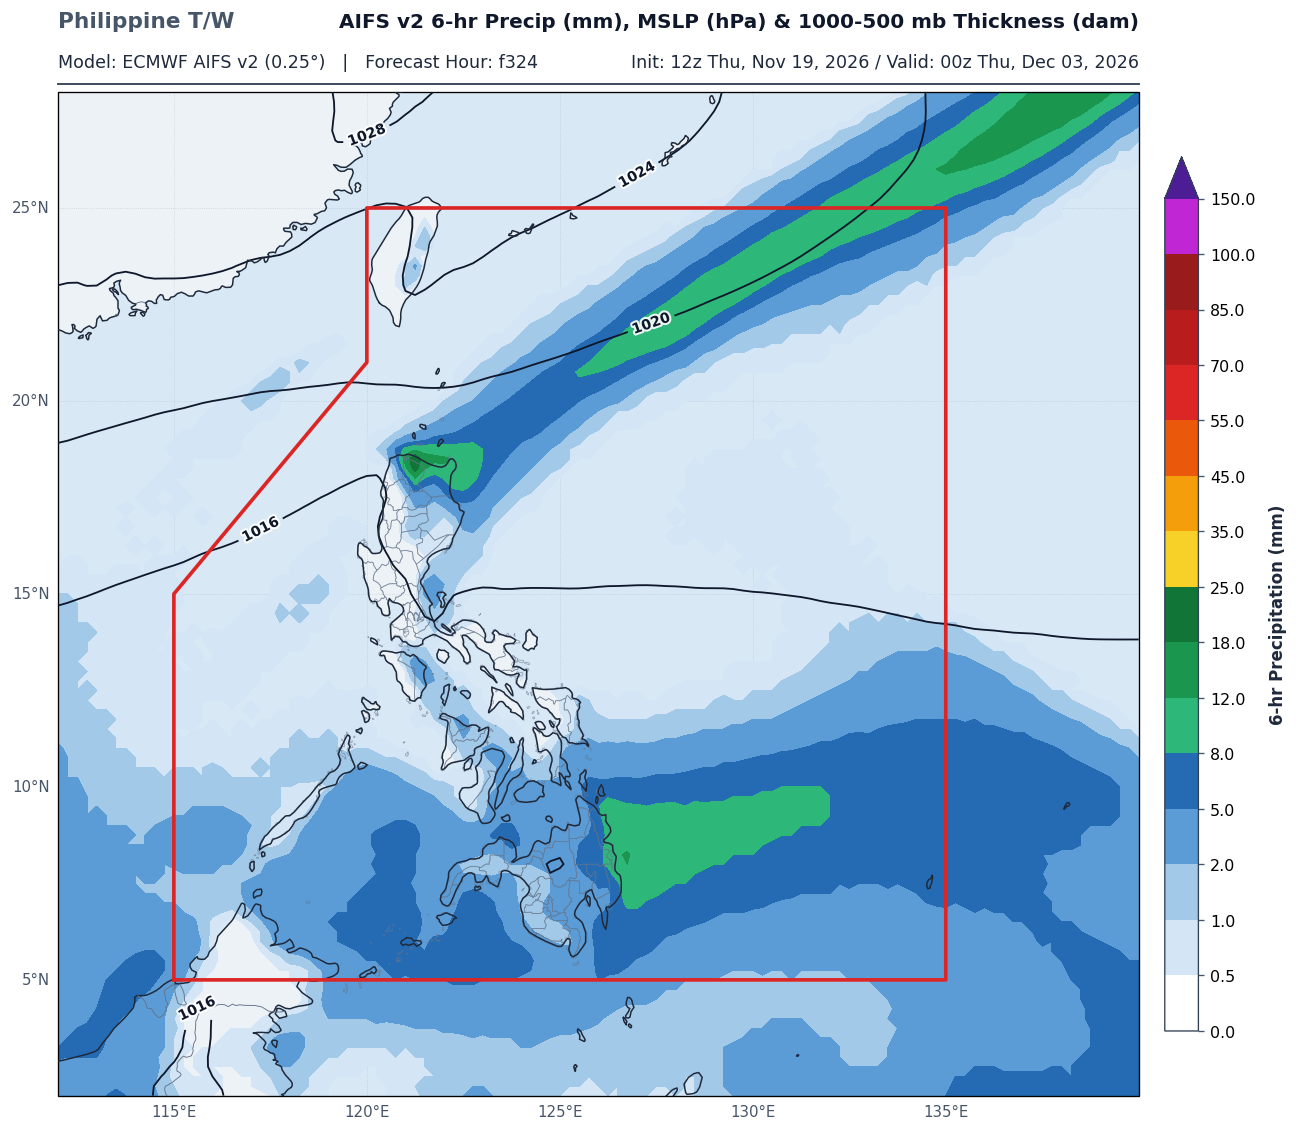 Philippine T/W
AIFS v2 6-hr Precip (mm), MSLP (hPa) & 1000-500 mb Thickness (dam)
Model: ECMWF AIFS v2 (0.25°) | Forecast Hour: f324
Init: 12z Thu, Nov 19, 2026 / Valid: 00z Thu, Dec 03, 2026
1028
1024
1020
1016
1016
25°N
20°N
15°N
10°N
5°N
115°E
120°E
125°E
130°E
135°E
150.0
100.0
85.0
70.0
55.0
45.0
35.0
25.0
18.0
12.0
8.0
5.0
2.0
1.0
0.5
0.0
6-hr Precipitation (mm)